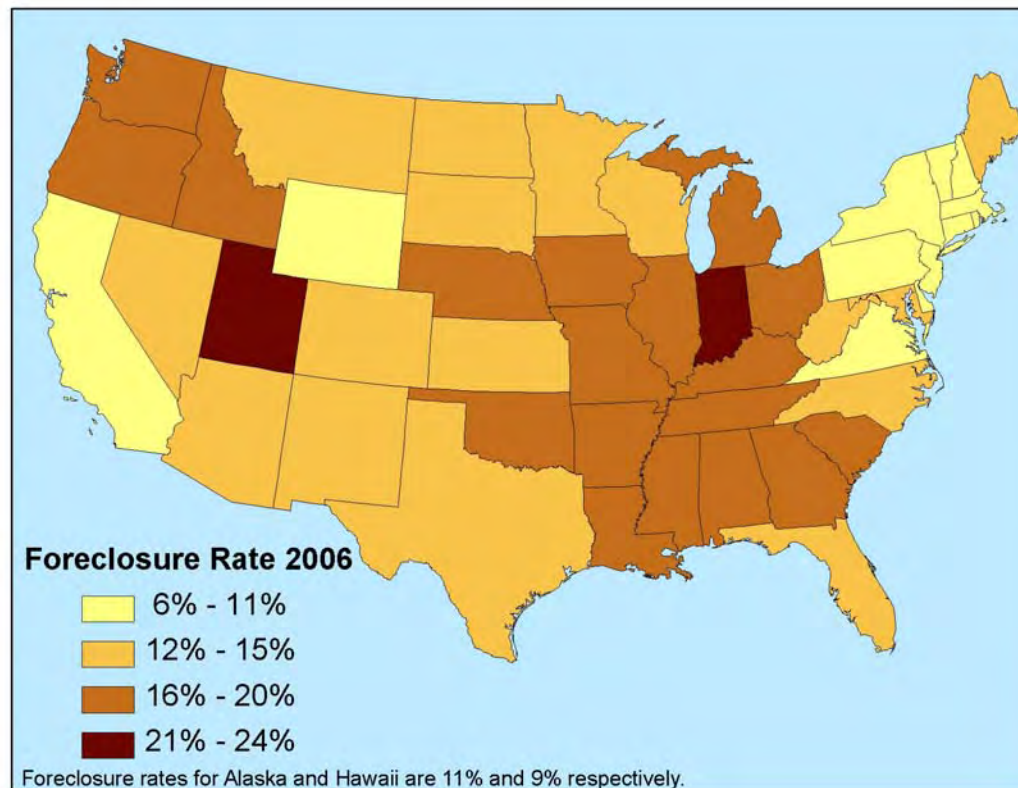 Foreclosure Rate 2006
6% - 11%
12% - 15%
16% - 20%
21% - 24%
Foreclosure rates for Alaska and Hawaii are 11% and 9% respectively.